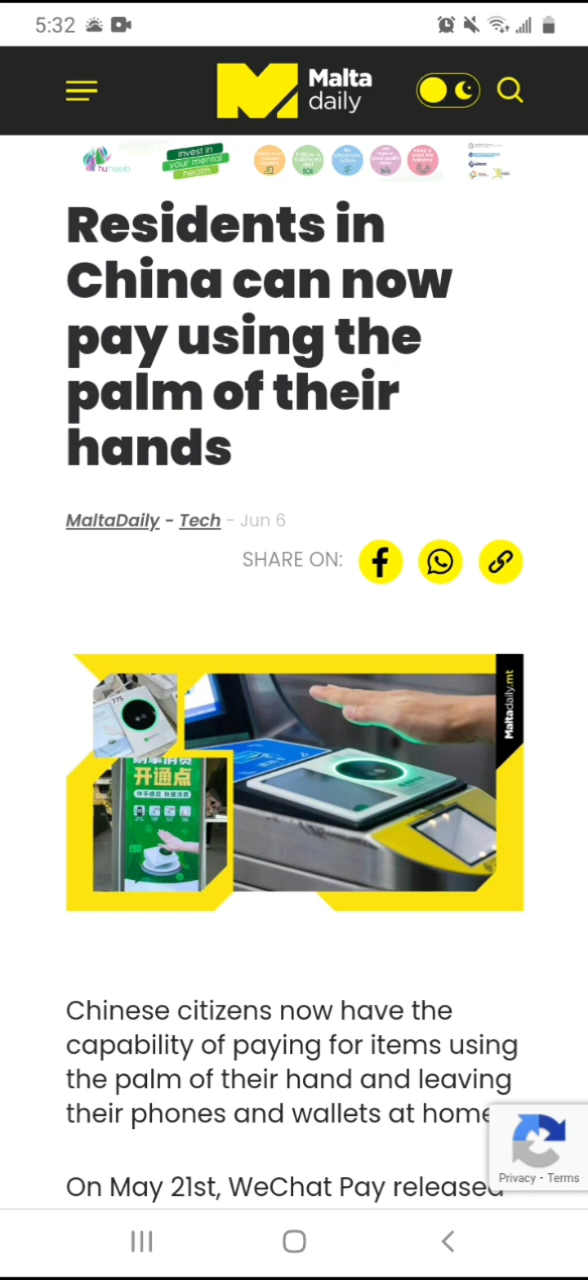 5:32
Malta
daily
hunseb
invest in
your mental
health
Residents in
China can now
pay using the
palm of their
hands
MaltaDaily - Tech - Jun 6
SHARE ON:
Maltadaily.mt
开通点
Chinese citizens now have the
capability of paying for items using
the palm of their hand and leaving
their phones and wallets at home
Privacy - Terms
On May 21st, WeChat Pay released